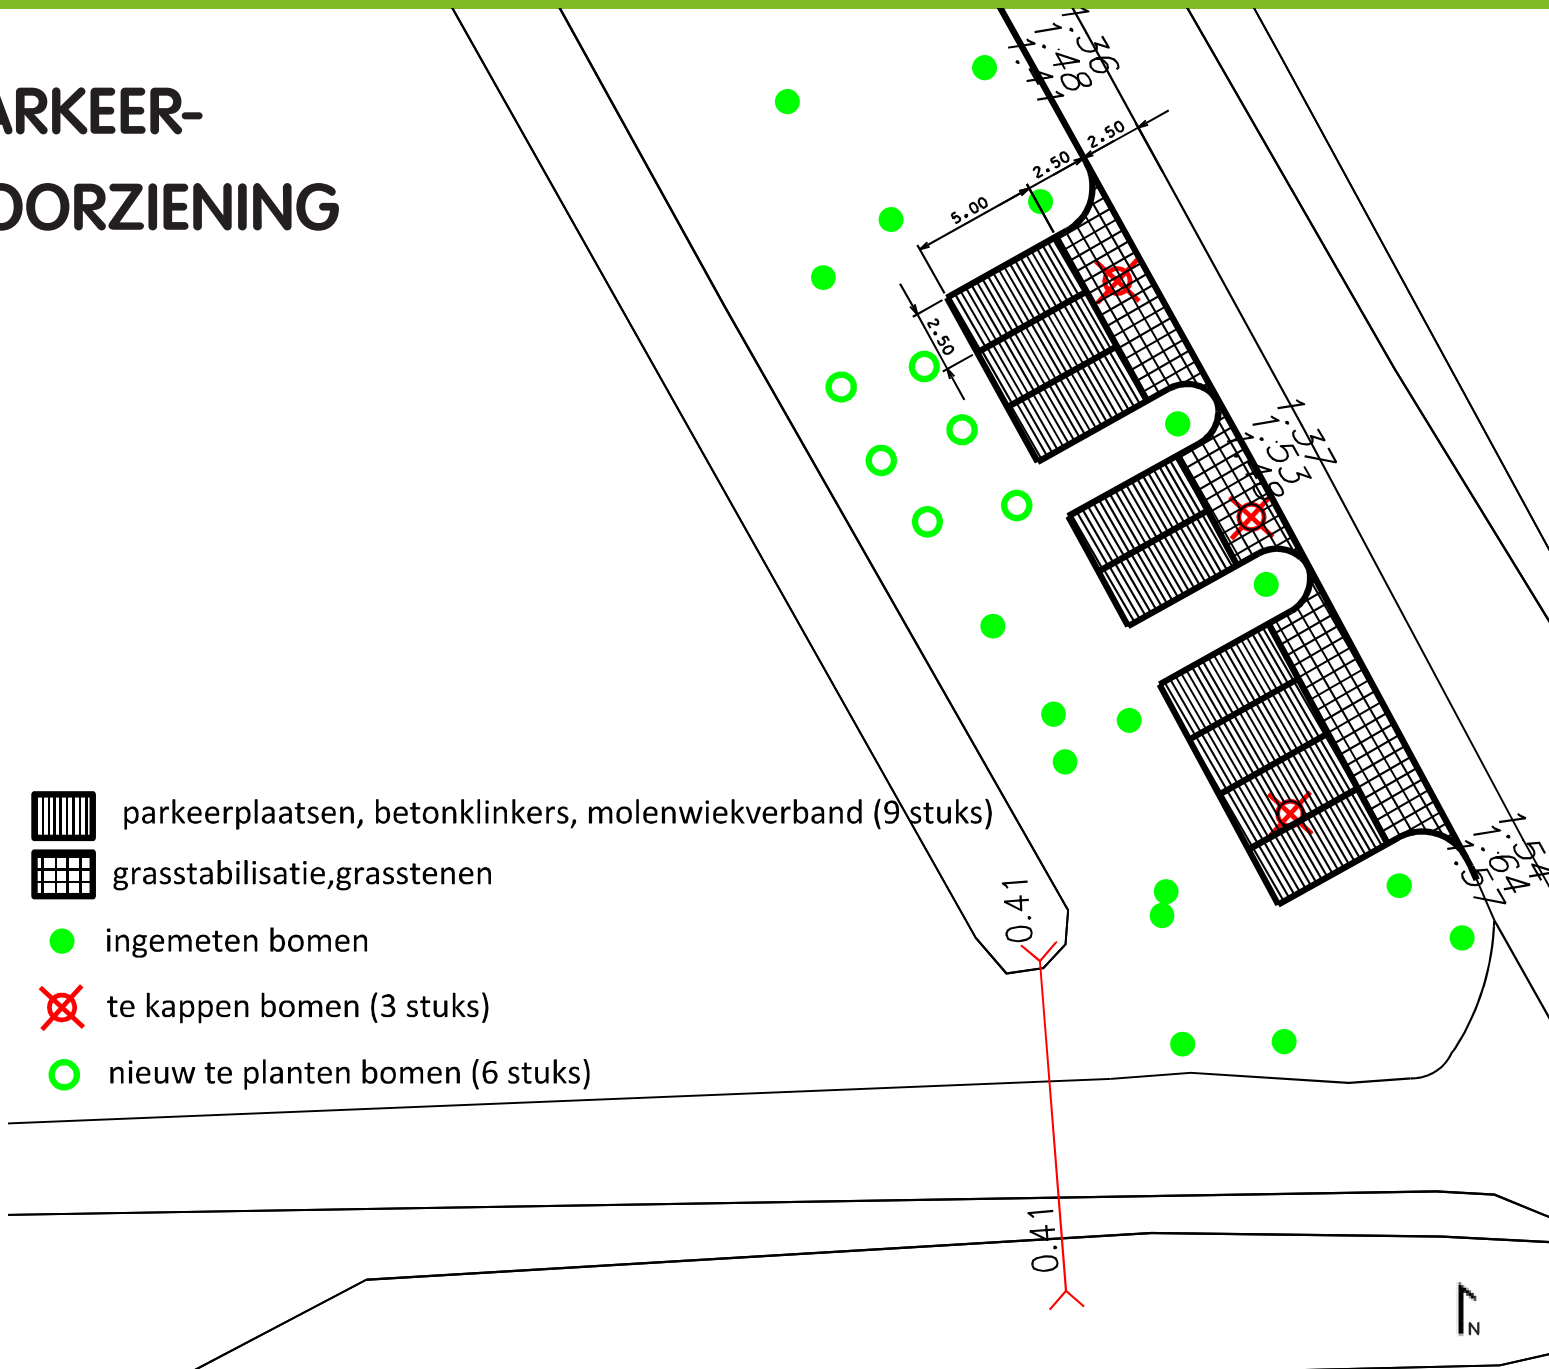 ARKEER-
OORZIENING
1.36
1.48
1.41
2.50
2.50
5.00
2.50
1.37
1.53
1.48
parkeerplaatsen, betonklinkers, molenwiekverband (9 stuks)
grasstabilisatie,grasstenen
ingemeten bomen
te kappen bomen (3 stuks)
nieuw te planten bomen (6 stuks)
1.54
1.64
1.57
0.41
0.41
N